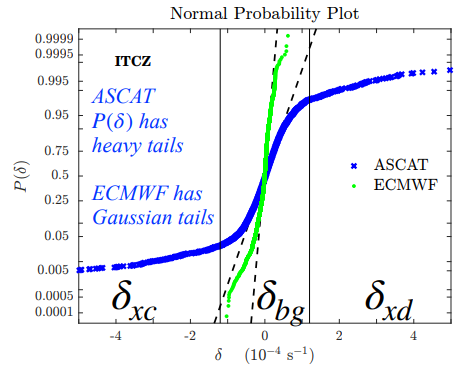 Normal Probability Plot
0.9999
0.9995
ITCZ
0.995
ASCAT
P(δ) has
heavy tails
0.95
0.75
ASCAT
0.5
ECMWF
0.25
ECMWF has
Gaussian tails
0.05
0.005
0.0005
0.0001
P(δ)
δxc
δbg
δxd
-4 -2 0 2 4
δ (10⁻⁴ s⁻¹)